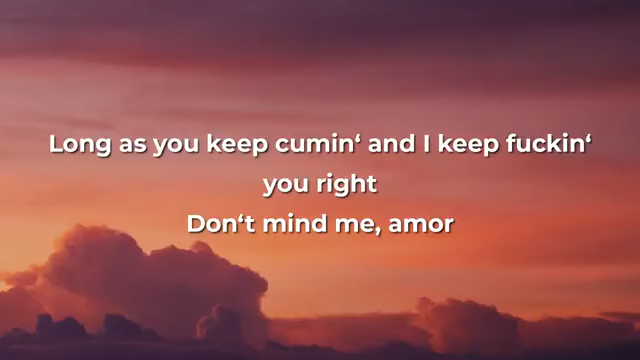 Long as you keep cumin‘ and I keep fuckin‘
you right
Don‘t mind me, amor